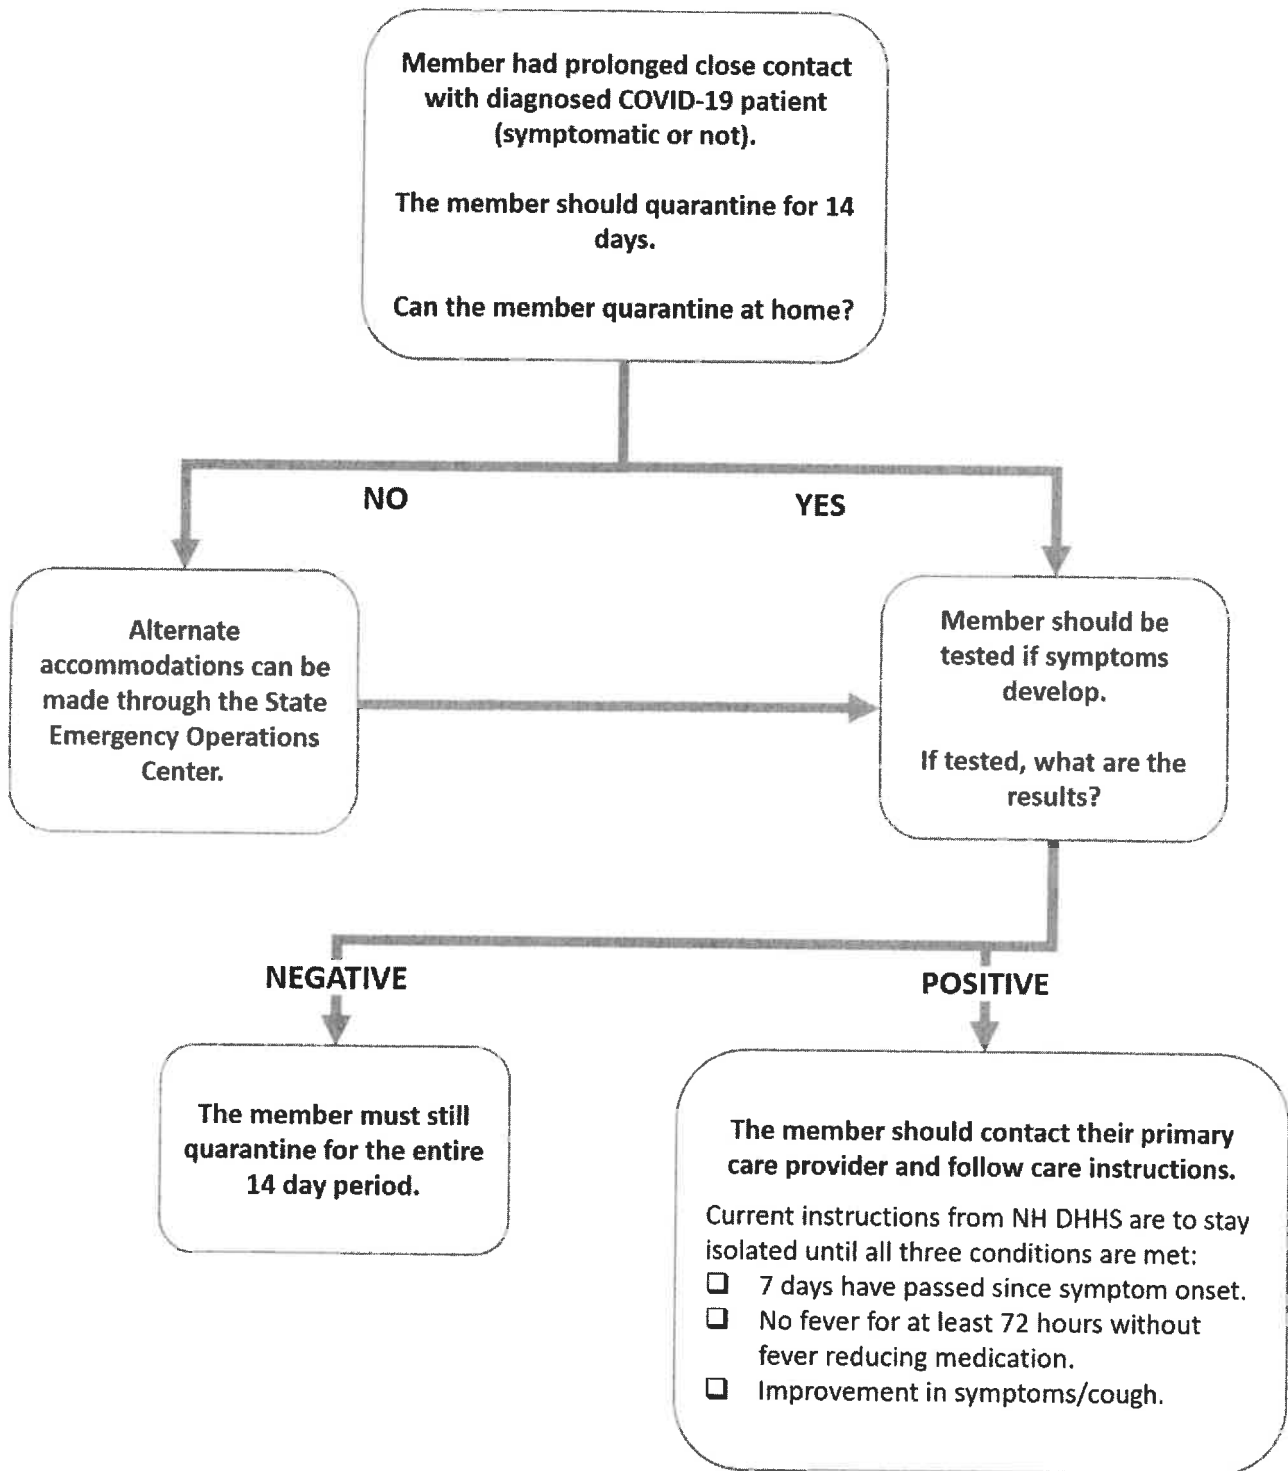 Member had prolonged close contact
with diagnosed COVID-19 patient
(symptomatic or not).
The member should quarantine for 14
days.
Can the member quarantine at home?
NO
YES
Alternate
accommodations can be
made through the State
Emergency Operations
Center.
Member should be
tested if symptoms
develop.
If tested, what are the
results?
NEGATIVE
POSITIVE
The member must still
quarantine for the entire
14 day period.
The member should contact their primary
care provider and follow care instructions.
Current instructions from NH DHHS are to stay
isolated until all three conditions are met:
❑ 7 days have passed since symptom onset.
❑ No fever for at least 72 hours without
fever reducing medication.
❑ Improvement in symptoms/cough.